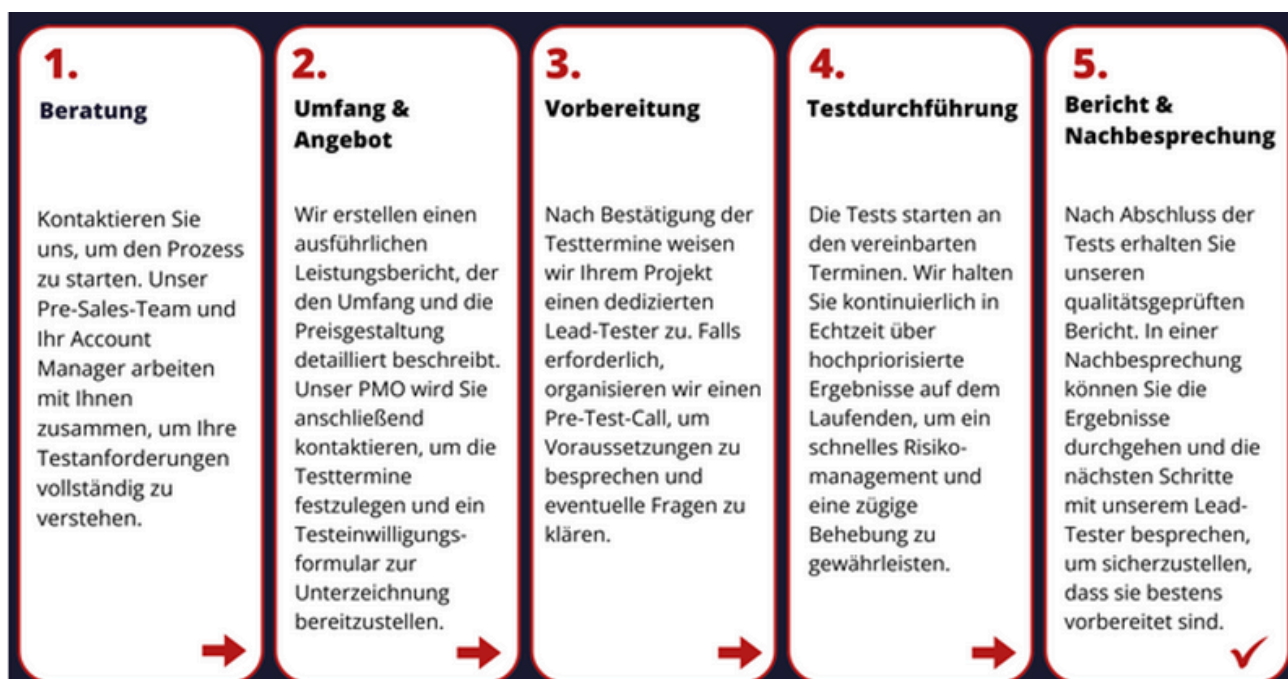 1.
Beratung
Kontaktieren Sie
uns, um den Prozess
zu starten. Unser
Pre-Sales-Team und
Ihr Account
Manager arbeiten
mit Ihnen
zusammen, um Ihre
Testanforderungen
vollständig zu
verstehen.
2.
Umfang &
Angebot
Wir erstellen einen
ausführlichen
Leistungsbericht, der
den Umfang und die
Preisgestaltung
detailliert beschreibt.
Unser PMO wird Sie
anschließend
kontaktieren, um die
Testtermine
festzulegen und ein
Testeinwilligungs-
formular zur
Unterzeichnung
bereitzustellen.
3.
Vorbereitung
Nach Bestätigung der
Testtermine weisen
wir Ihrem Projekt
einen dedizierten
Lead-Tester zu. Falls
erforderlich,
organisieren wir einen
Pre-Test-Call, um
Voraussetzungen zu
besprechen und
eventuelle Fragen zu
klären.
4.
Testdurchführung
Die Tests starten an
den vereinbarten
Terminen. Wir halten
Sie kontinuierlich in
Echtzeit über
hochpriorisierte
Ergebnisse auf dem
Laufenden, um ein
schnelles Risiko-
management und
eine zügige
Behebung zu
gewährleisten.
5.
Bericht &
Nachbesprechung
Nach Abschluss der
Tests erhalten Sie
unseren
qualitätsgeprüften
Bericht. In einer
Nachbesprechung
können Sie die
Ergebnisse
durchgehen und die
nächsten Schritte
mit unserem Lead-
Tester besprechen,
um sicherzustellen,
dass sie bestens
vorbereitet sind.